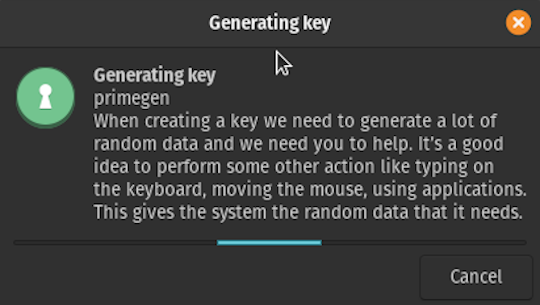 Generating key
Generating key
primegen
When creating a key we need to generate a lot of
random data and we need you to help. It's a good
idea to perform some other action like typing on
the keyboard, moving the mouse, using applications.
This gives the system the random data that it needs.
Cancel